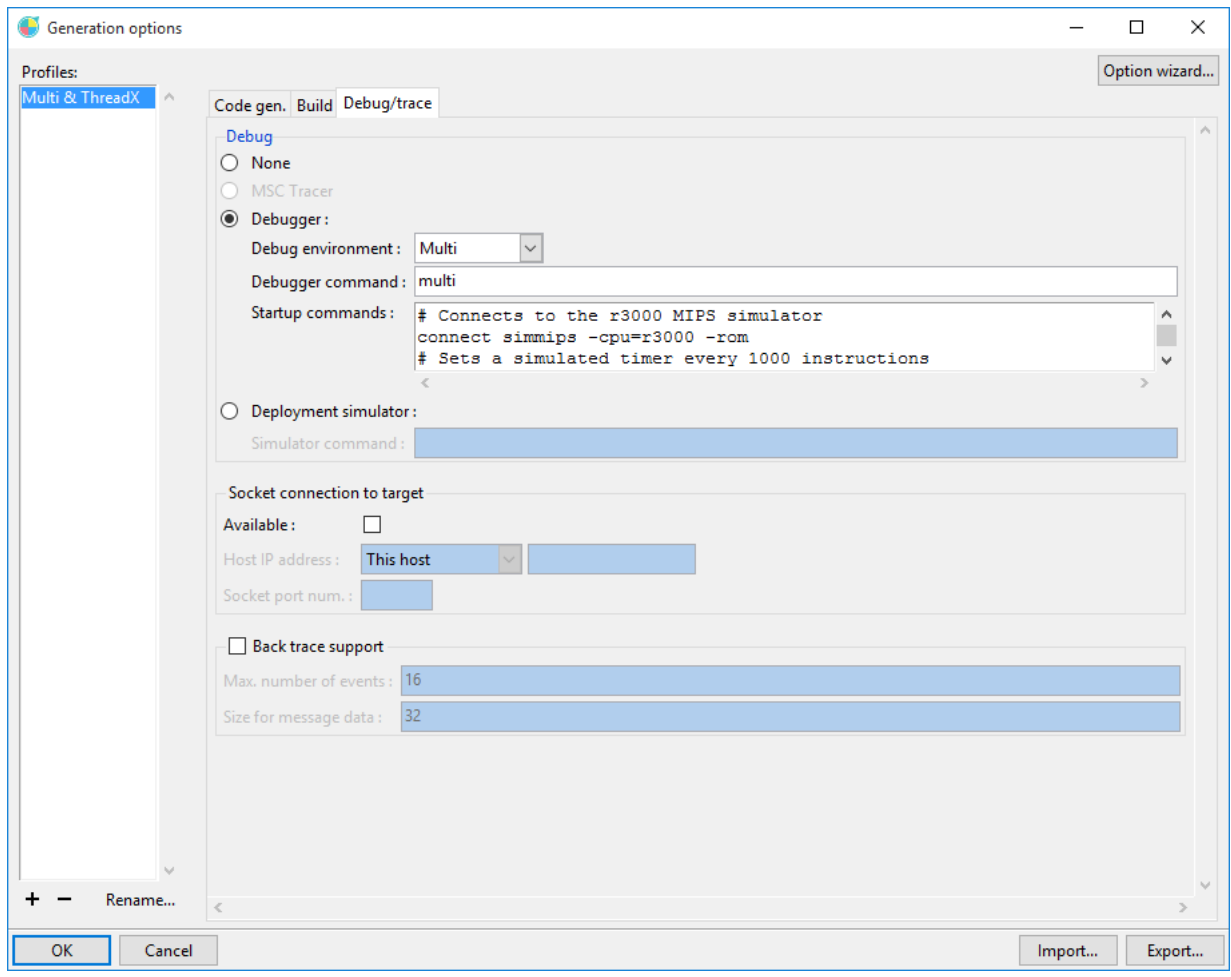 Generation options
Profiles:
Option wizard...
Multi & ThreadX
Code gen. Build Debug/trace
Debug
None
MSC Tracer
Debugger :
Debug environment : Multi
Debugger command : multi
Startup commands : # Connects to the r3000 MIPS simulator
connect simmips -cpu=r3000 -rom
# Sets a simulated timer every 1000 instructions
Deployment simulator :
Simulator command :
Socket connection to target
Available :
Host IP address : This host
Socket port num. :
Back trace support
Max. number of events : 16
Size for message data : 32
+ − Rename...
OK Cancel Import... Export...